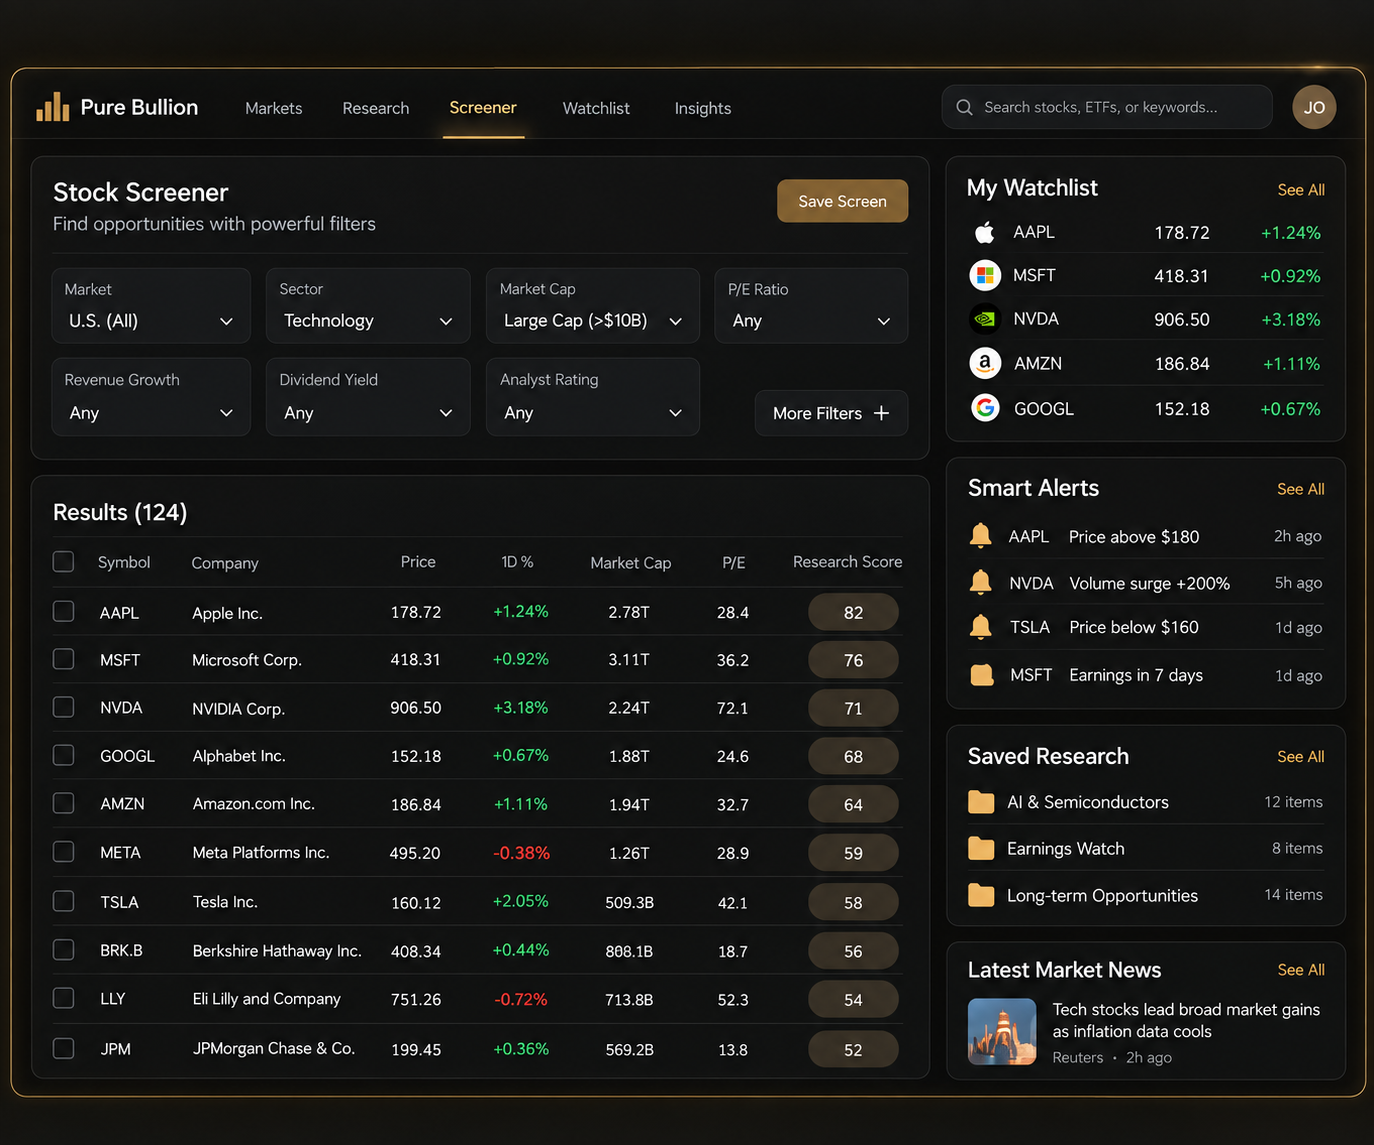 Pure Bullion
Markets
Research
Screener
Watchlist
Insights
Search stocks, ETFs, or keywords...
JO
Stock Screener
Find opportunities with powerful filters
Save Screen
Market
U.S. (All)
Sector
Technology
Market Cap
Large Cap (>$10B)
P/E Ratio
Any
Revenue Growth
Any
Dividend Yield
Any
Analyst Rating
Any
More Filters +
Results (124)
Symbol Company Price 1D % Market Cap P/E Research Score
AAPL Apple Inc. 178.72 +1.24% 2.78T 28.4 82
MSFT Microsoft Corp. 418.31 +0.92% 3.11T 36.2 76
NVDA NVIDIA Corp. 906.50 +3.18% 2.24T 72.1 71
GOOGL Alphabet Inc. 152.18 +0.67% 1.88T 24.6 68
AMZN Amazon.com Inc. 186.84 +1.11% 1.94T 32.7 64
META Meta Platforms Inc. 495.20 -0.38% 1.26T 28.9 59
TSLA Tesla Inc. 160.12 +2.05% 509.3B 42.1 58
BRK.B Berkshire Hathaway Inc. 408.34 +0.44% 808.1B 18.7 56
LLY Eli Lilly and Company 751.26 -0.72% 713.8B 52.3 54
JPM JPMorgan Chase & Co. 199.45 +0.36% 569.2B 13.8 52
My Watchlist See All
AAPL 178.72 +1.24%
MSFT 418.31 +0.92%
NVDA 906.50 +3.18%
AMZN 186.84 +1.11%
GOOGL 152.18 +0.67%
Smart Alerts See All
AAPL Price above $180 2h ago
NVDA Volume surge +200% 5h ago
TSLA Price below $160 1d ago
MSFT Earnings in 7 days 1d ago
Saved Research See All
AI & Semiconductors 12 items
Earnings Watch 8 items
Long-term Opportunities 14 items
Latest Market News See All
Tech stocks lead broad market gains
as inflation data cools
Reuters • 2h ago